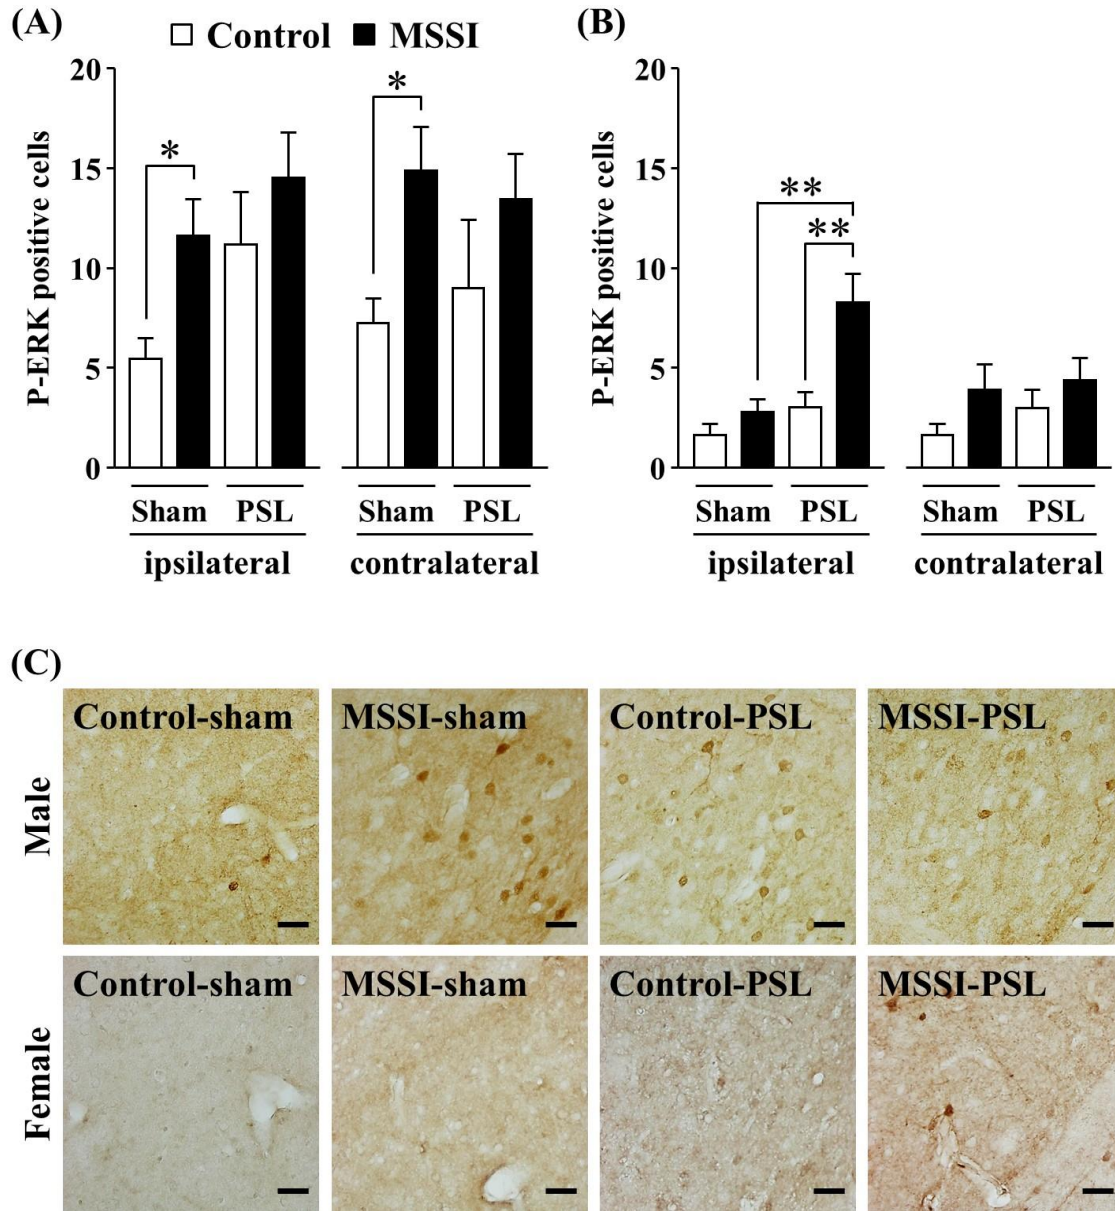 (A)
Control MSSI
P-ERK positive cells
20
15
10
5
0
*
*
Sham PSL Sham PSL
ipsilateral contralateral
(B)
P-ERK positive cells
20
15
10
5
0
**
**
Sham PSL Sham PSL
ipsilateral contralateral
(C)
Male
Control-sham MSSI-sham Control-PSL MSSI-PSL
Female
Control-sham MSSI-sham Control-PSL MSSI-PSL